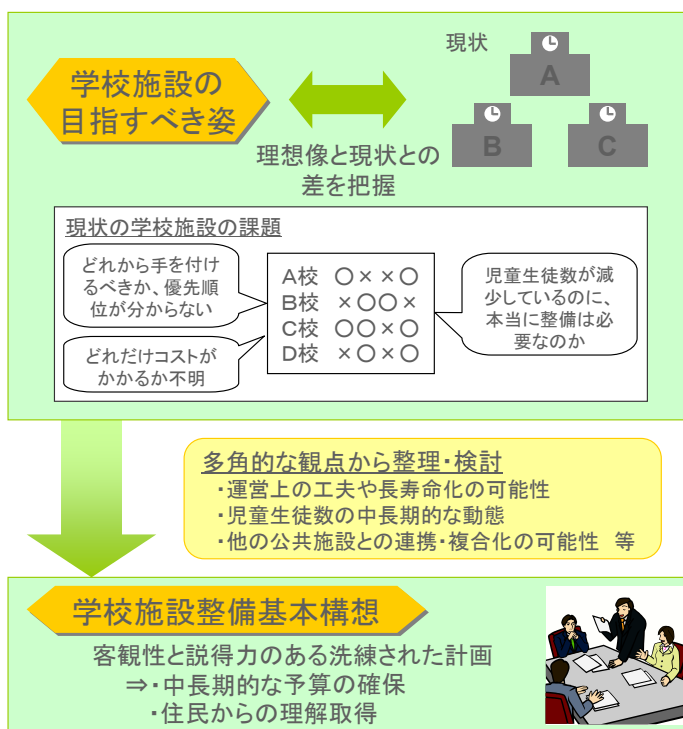 現状
学校施設の
目指すべき姿
A
B
C
理想像と現状との
差を把握
現状の学校施設の課題
どれから手を付け
るべきか、優先順
位が分からない
どれだけコストが
かかるか不明
A校 ○××○
B校 ×○○×
C校 ○○×○
D校 ×○×○
児童生徒数が減
少しているのに、
本当に整備は必
要なのか
多角的な観点から整理・検討
・運営上の工夫や長寿命化の可能性
・児童生徒数の中長期的な動態
・他の公共施設との連携・複合化の可能性 等
学校施設整備基本構想
客観性と説得力のある洗練された計画
⇒・中長期的な予算の確保
・住民からの理解取得